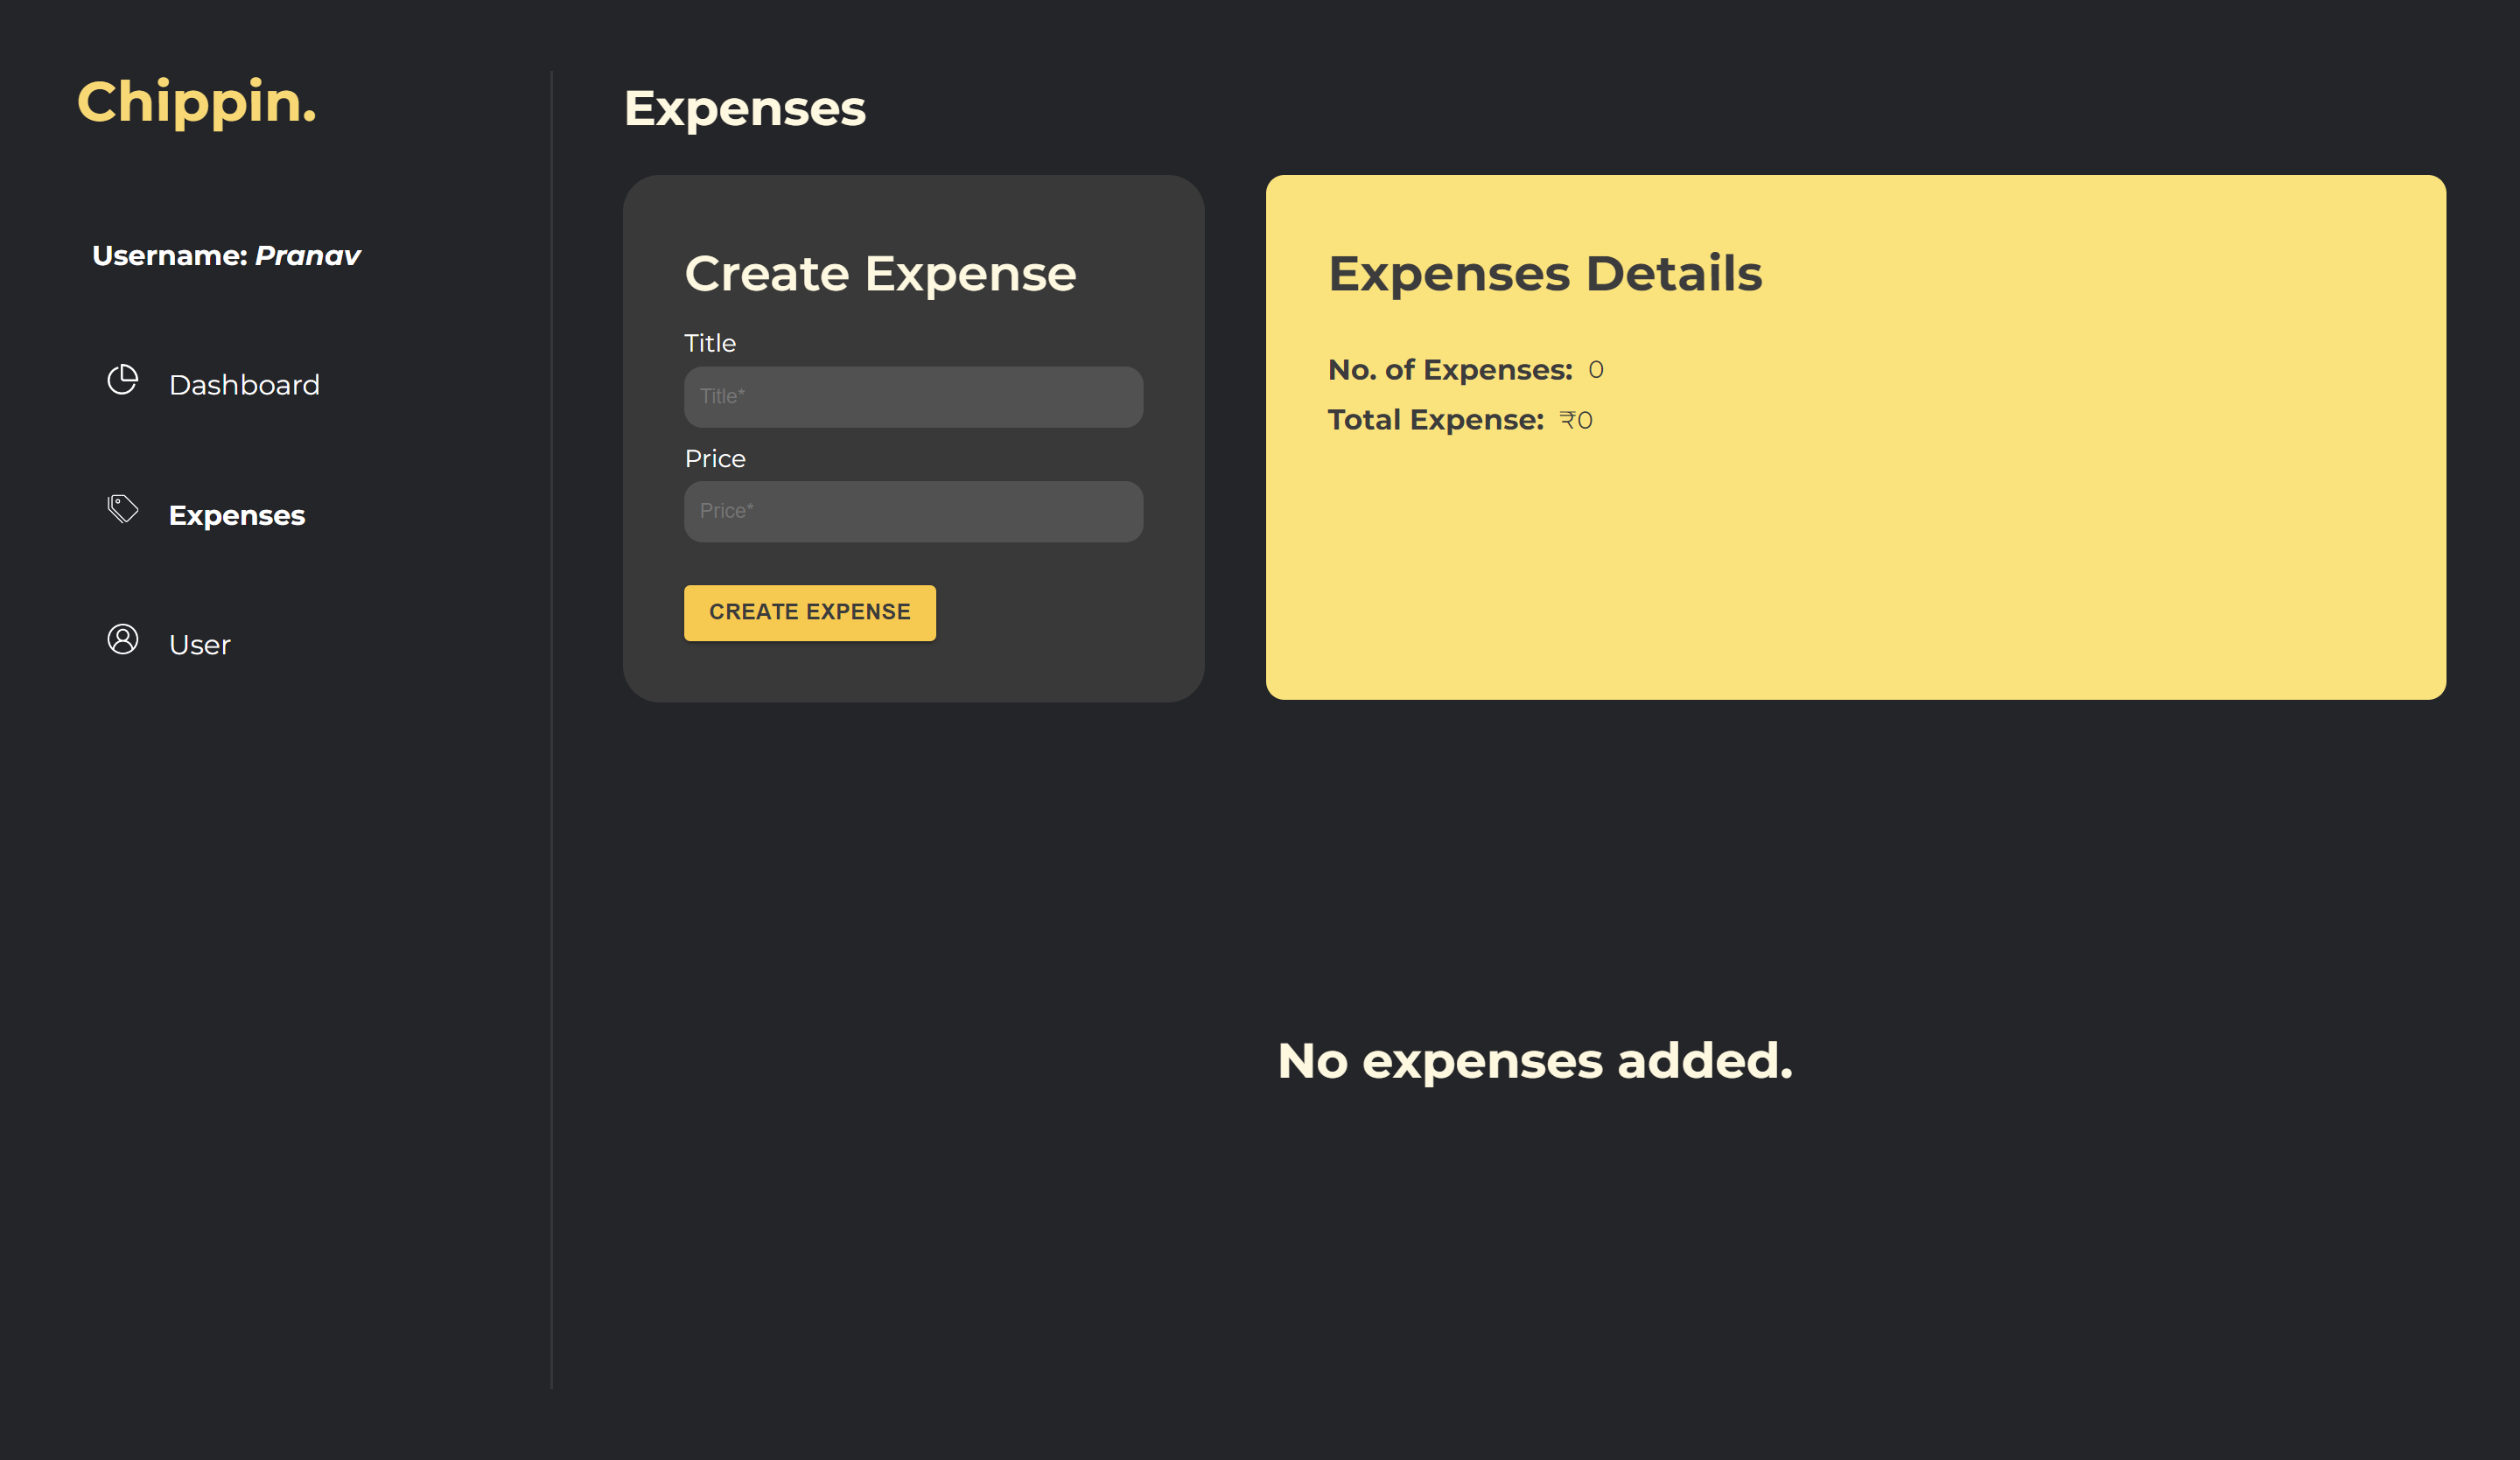 Chippin.
Username: Pranav
Dashboard
Expenses
User
Expenses
Create Expense
Title
Title*
Price
Price*
CREATE EXPENSE
Expenses Details
No. of Expenses: 0
Total Expense: ₹0
No expenses added.